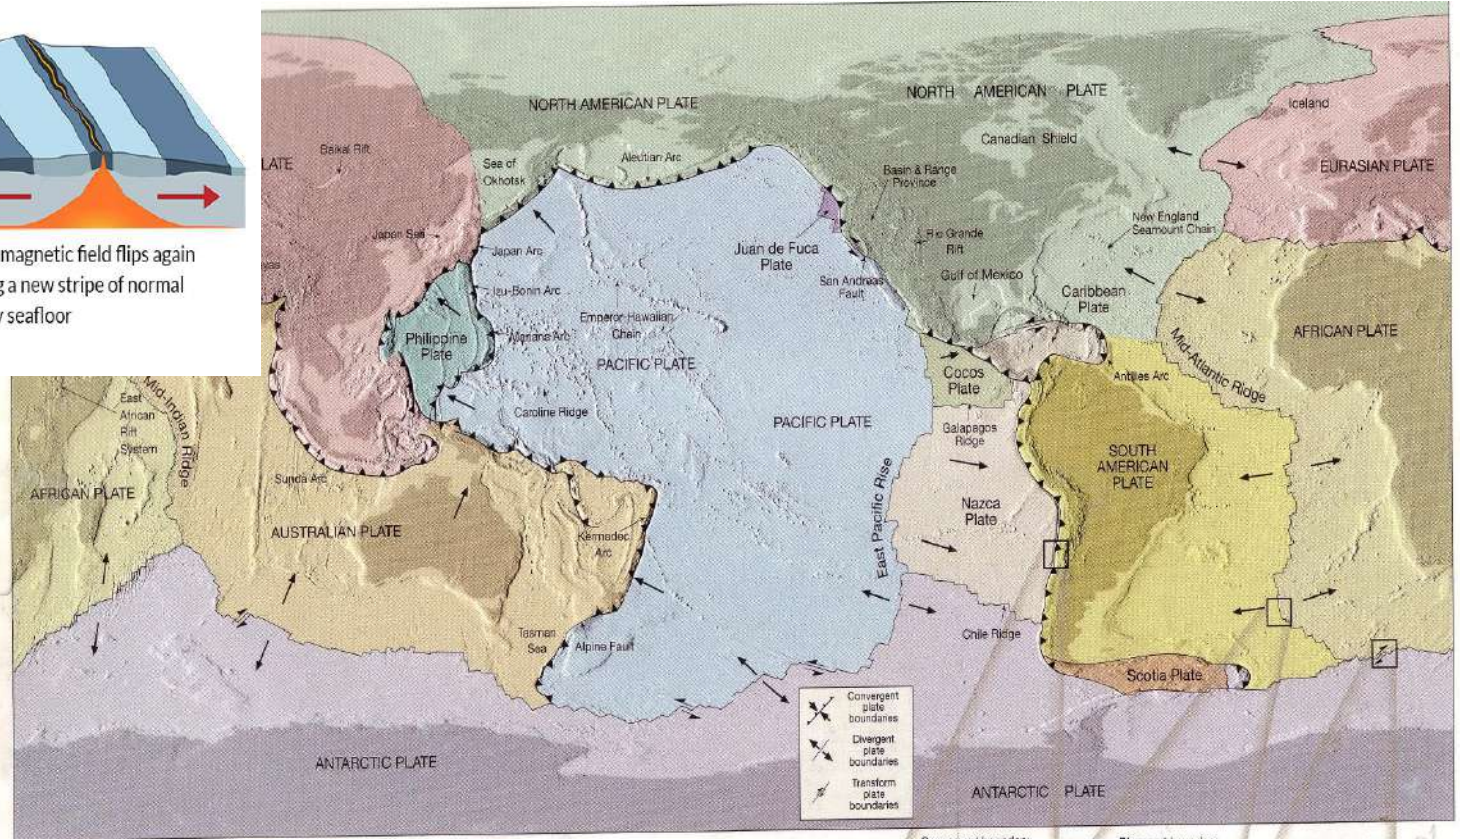 magnetic field flips again
g a new stripe of normal
seafloor
NORTH AMERICAN PLATE
NORTH AMERICAN PLATE
Iceland
Canadian Shield
EURASIAN PLATE
LATE
Baikal Rift
Sea of
Okhotsk
Aleutian Arc
Basin & Range
Province
New England
Seamount Chain
Japan Sea
Japan Arc
Juan de Fuca
Plate
Rio Grande
Rift
San Andreas
Fault
Gulf of Mexico
Caribbean
Plate
Izu-Bonin Arc
Emperor-Hawaiian
Chain
Mariana Arc
Philippine
Plate
PACIFIC PLATE
AFRICAN PLATE
Mid-Atlantic Ridge
Cocos
Plate
Antilles Arc
Mid-Indian Ridge
East
African
Rift
System
Caroline Ridge
PACIFIC PLATE
Galapagos
Ridge
SOUTH
AMERICAN
PLATE
Sunda Arc
AFRICAN PLATE
East Pacific Rise
Nazca
Plate
AUSTRALIAN PLATE
Kermadec
Arc
Tasman
Sea
Alpine Fault
Chile Ridge
Scotia Plate
Convergent
plate
boundaries
Divergent
plate
boundaries
Transform
plate
boundaries
ANTARCTIC PLATE
ANTARCTIC PLATE